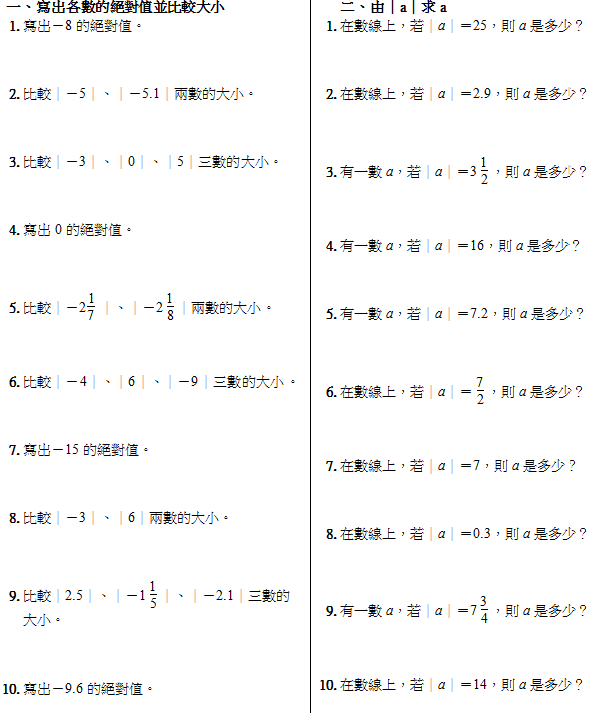 一、寫出各數的絕對值並比較大小
1. 寫出－8 的絕對值。
2. 比較｜－5｜、｜－5.1｜兩數的大小。
3. 比較｜－3｜、｜0｜、｜5｜三數的大小。
4. 寫出 0 的絕對值。
5. 比較｜－2 1/7｜、｜－2 1/8｜兩數的大小。
6. 比較｜－4｜、｜6｜、｜－9｜三數的大小。
7. 寫出－15 的絕對值。
8. 比較｜－3｜、｜6｜兩數的大小。
9. 比較｜2.5｜、｜－1 1/5｜、｜－2.1｜三數的
大小。
10. 寫出－9.6 的絕對值。
二、由｜a｜求 a
1. 在數線上，若｜a｜＝25，則 a 是多少？
2. 在數線上，若｜a｜＝2.9，則 a 是多少？
3. 有一數 a，若｜a｜＝3 1/2，則 a 是多少？
4. 有一數 a，若｜a｜＝16，則 a 是多少？
5. 有一數 a，若｜a｜＝7.2，則 a 是多少？
6. 在數線上，若｜a｜＝7/2，則 a 是多少？
7. 在數線上，若｜a｜＝7，則 a 是多少？
8. 在數線上，若｜a｜＝0.3，則 a 是多少？
9. 有一數 a，若｜a｜＝7 3/4，則 a 是多少？
10. 在數線上，若｜a｜＝14，則 a 是多少？